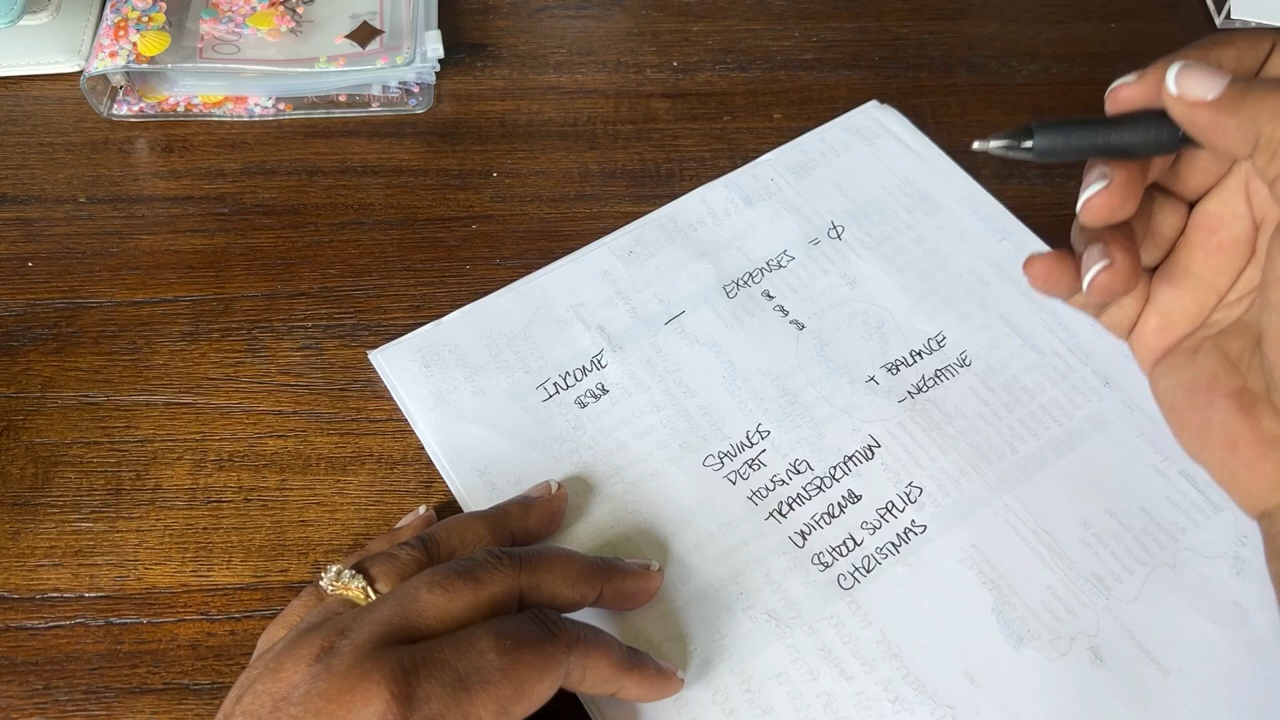 INCOME — EXPENSES = Ø
$$$
$
$
$
+ BALANCE
- NEGATIVE
SAVINGS
DEBT
HOUSING
TRANSPORTATION
UNIFORMS
SCHOOL SUPPLIES
CHRISTMAS